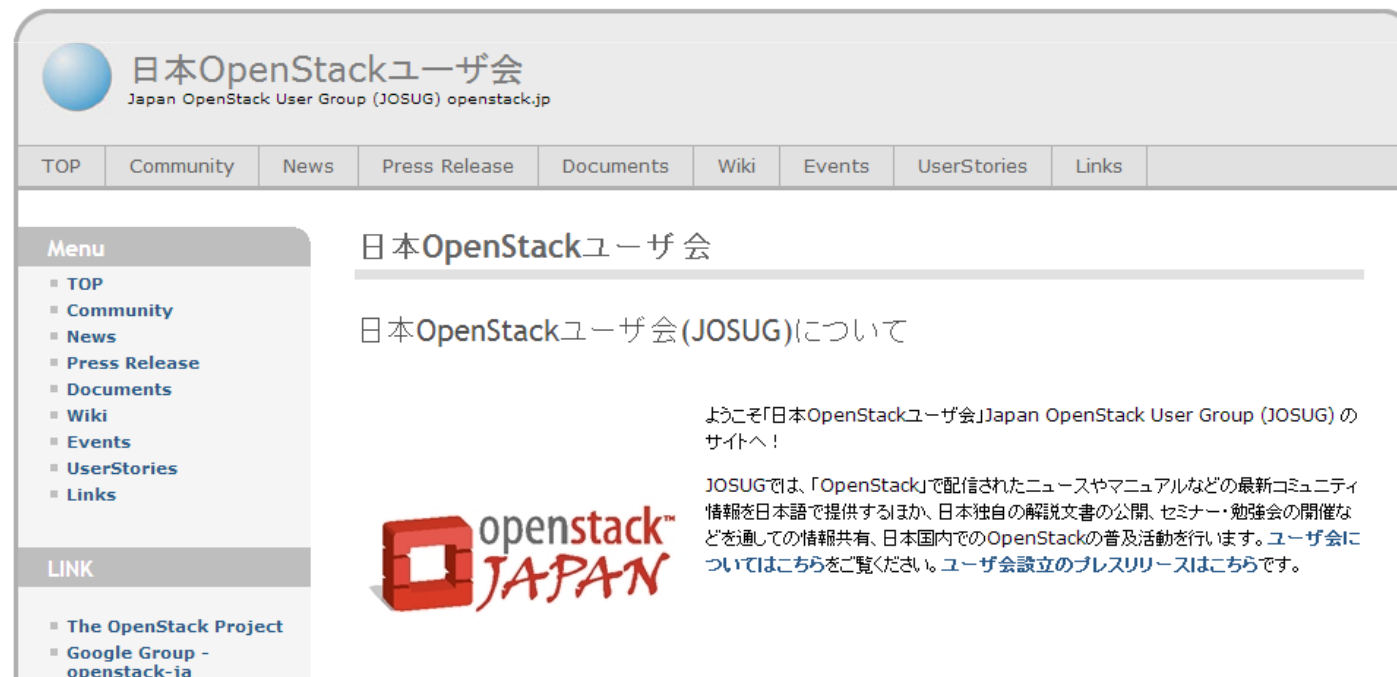 日本OpenStackユーザ会
Japan OpenStack User Group (JOSUG) openstack.jp
TOP Community News Press Release Documents Wiki Events UserStories Links
Menu
TOP
Community
News
Press Release
Documents
Wiki
Events
UserStories
Links
LINK
The OpenStack Project
Google Group -
openstack-ja
日本OpenStackユーザ会
日本OpenStackユーザ会(JOSUG)について
openstack™
JAPAN
ようこそ「日本OpenStackユーザ会」Japan OpenStack User Group (JOSUG) の
サイトへ!
JOSUGでは、「OpenStack」で配信されたニュースやマニュアルなどの最新コミュニティ
情報を日本語で提供するほか、日本独自の解説文書の公開、セミナー・勉強会の開催な
どを通しての情報共有、日本国内でのOpenStackの普及活動を行います。ユーザ会に
ついてはこちらをご覧ください。ユーザ会設立のプレスリリースはこちらです。